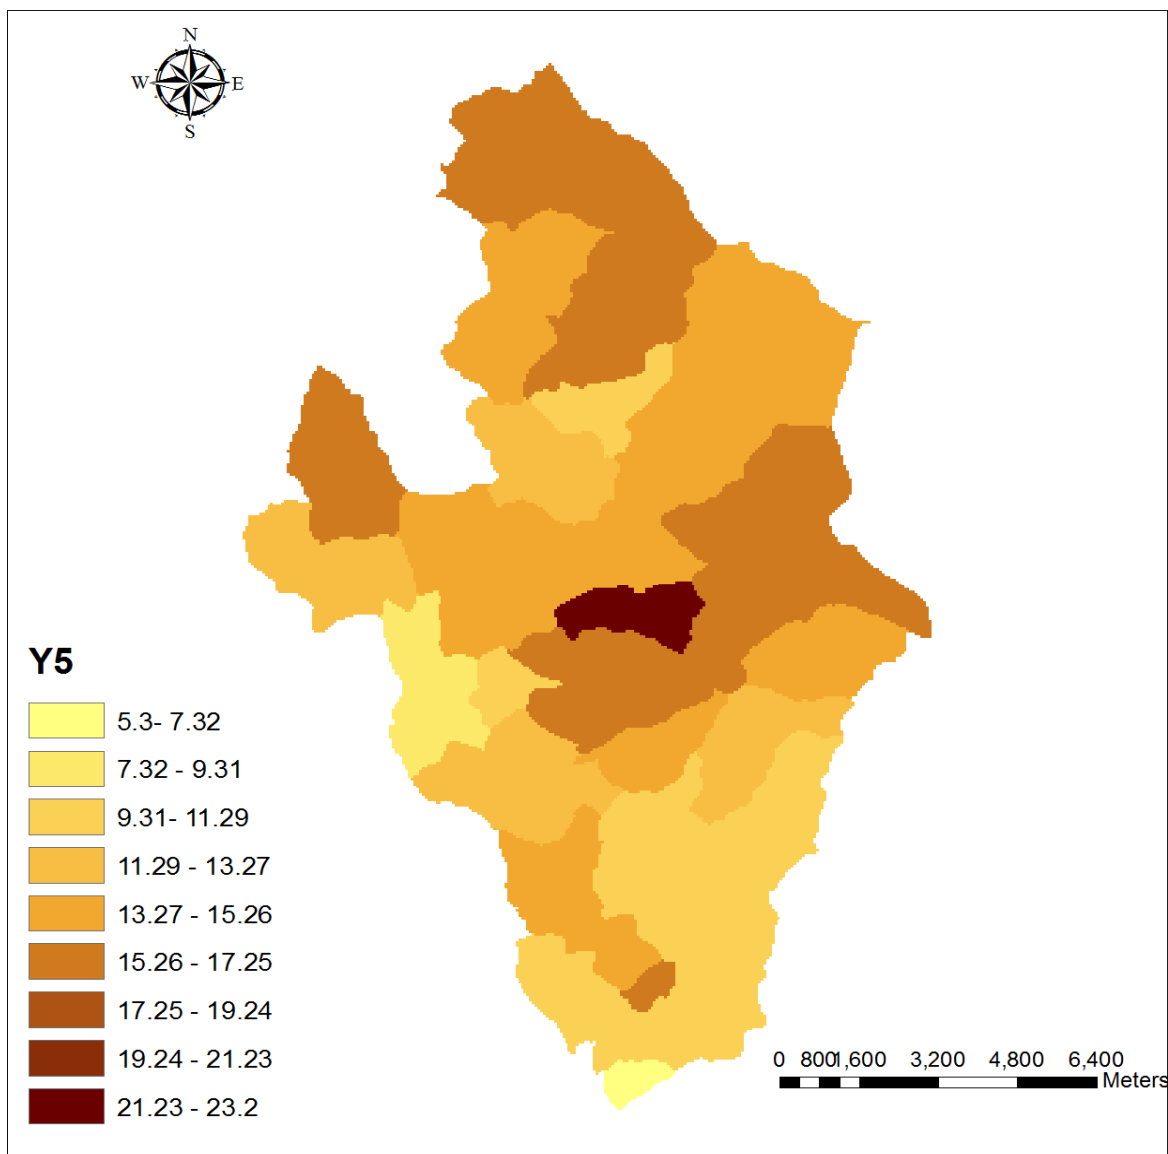 N
W E
S
Y5
5.3- 7.32
7.32 - 9.31
9.31- 11.29
11.29 - 13.27
13.27 - 15.26
15.26 - 17.25
17.25 - 19.24
19.24 - 21.23
21.23 - 23.2
0 800 1,600 3,200 4,800 6,400
Meters